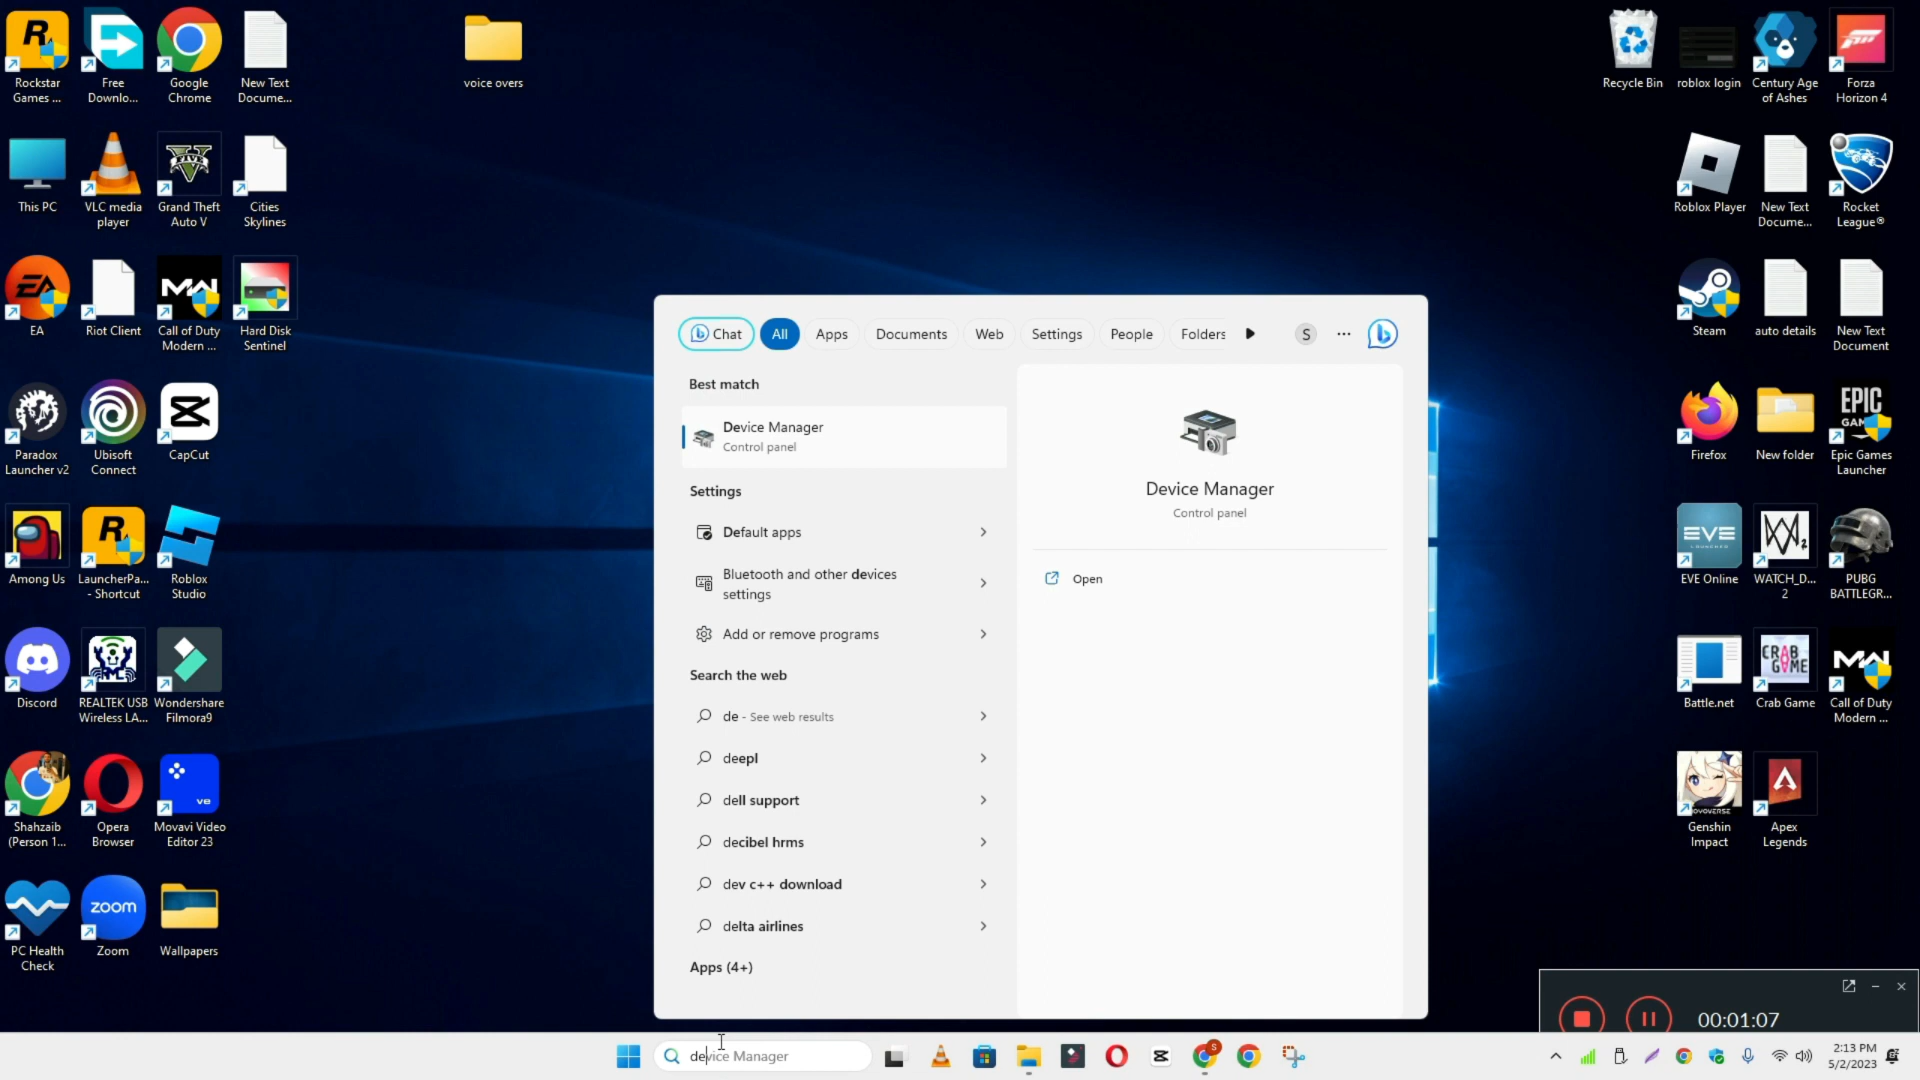 Rockstar
Games ...
Free
Downlo...
Google
Chrome
New Text
Docume...
voice overs
Recycle Bin
roblox login
Century Age
of Ashes
Forza
Horizon 4
This PC
VLC media
player
Grand Theft
Auto V
Cities
Skylines
Roblox Player
New Text
Docume...
Rocket
League®
EA
Riot Client
Call of Duty
Modern ...
Hard Disk
Sentinel
Steam
auto details
New Text
Document
Paradox
Launcher v2
Ubisoft
Connect
CapCut
Firefox
New folder
Epic Games
Launcher
Among Us
LauncherPa...
- Shortcut
Roblox
Studio
EVE Online
WATCH_D...
2
PUBG
BATTLEGR...
Discord
REALTEK USB
Wireless LA...
Wondershare
Filmora9
Battle.net
Crab Game
Call of Duty
Modern ...
Shahzaib
(Person 1...
Opera
Browser
Movavi Video
Editor 23
Genshin
Impact
Apex
Legends
PC Health
Check
zoom
Zoom
Wallpapers
Chat
All
Apps
Documents
Web
Settings
People
Folders
S
Best match
Device Manager
Control panel
Settings
Default apps
Bluetooth and other devices
settings
Add or remove programs
Search the web
de - See web results
deepl
dell support
decibel hrms
dev c++ download
delta airlines
Apps (4+)
Device Manager
Control panel
Open
00:01:07
device Manager
2:13 PM
5/2/2023